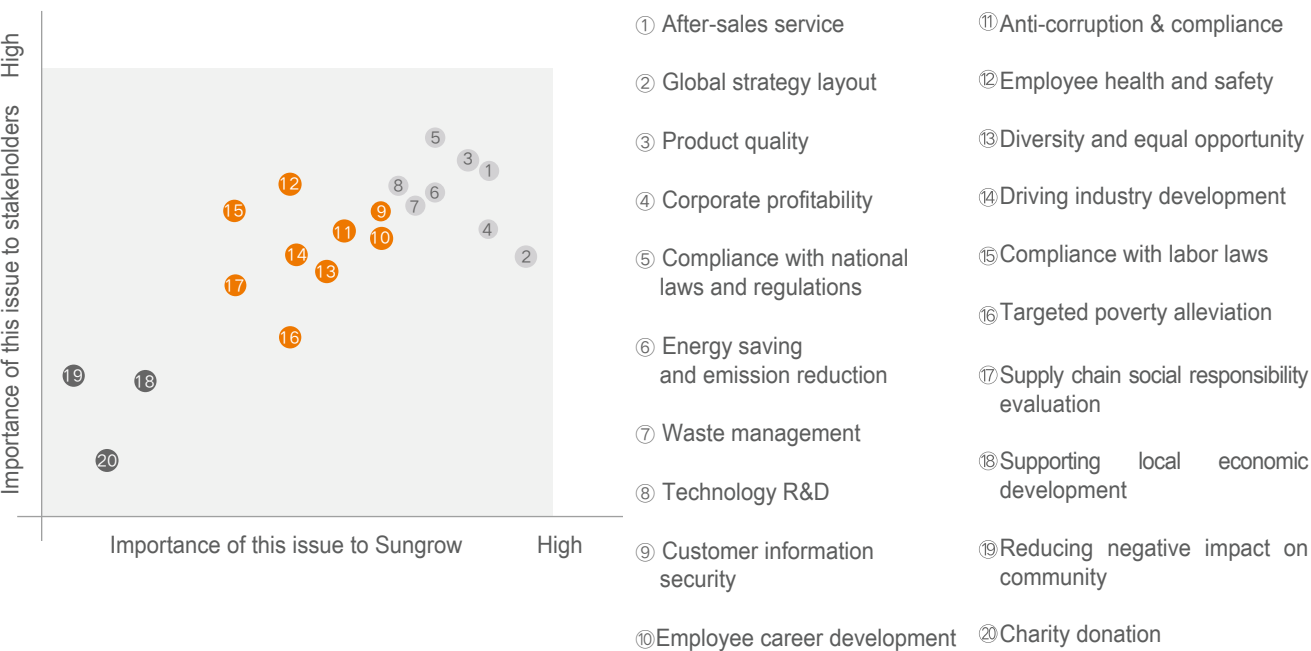 Importance of this issue to stakeholders High
5
3
1
12
8
6
7
15
9
11
10
4
14
2
13
17
16
19
18
20
Importance of this issue to Sungrow High
① After-sales service
② Global strategy layout
③ Product quality
④ Corporate profitability
⑤ Compliance with national
laws and regulations
⑥ Energy saving
and emission reduction
⑦ Waste management
⑧ Technology R&D
⑨ Customer information
security
⑩Employee career development
⑪Anti-corruption & compliance
⑫Employee health and safety
⑬Diversity and equal opportunity
⑭Driving industry development
⑮Compliance with labor laws
⑯Targeted poverty alleviation
⑰Supply chain social responsibility
evaluation
⑱Supporting local economic
development
⑲Reducing negative impact on
community
⑳Charity donation